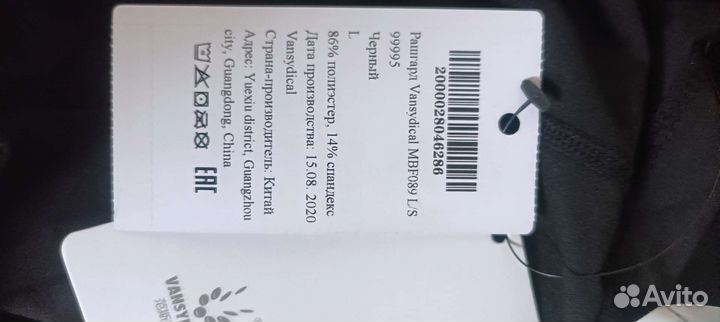 2000028046286
Рашгард Vansydical MBF089 L/S
99995
Черный
L
86% полиэстер, 14% спандекс
Дата производства: 15.08. 2020
Vansydical
Страна-производитель: Китай
Адрес: Yuexiu district, Guangzhou
city, Guangdong, China
EAC
VANSY
Avito